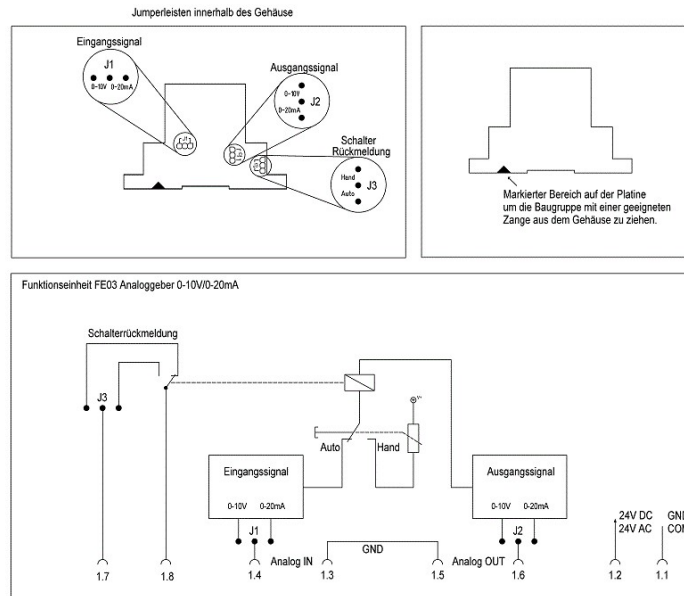 Jumperleisten innerhalb des Gehäuse
Eingangssignal
J1
0-10V 0-20mA
Ausgangssignal
0-10V
J2
0-20mA
Schalter
Rückmeldung
Hand
J3
Auto
J1
Markierter Bereich auf der Platine
um die Baugruppe mit einer geeigneten
Zange aus dem Gehäuse zu ziehen.
Funktionseinheit FE03 Analoggeber 0-10V/0-20mA
Schalterrückmeldung
J3
Auto
Hand
Eingangssignal
0-10V 0-20mA
J1
Ausgangssignal
0-10V 0-20mA
J2
24V DC
24V AC
Analog IN
GND
Analog OUT
1.7
1.8
1.4
1.3
1.5
1.6
1.2
1.1